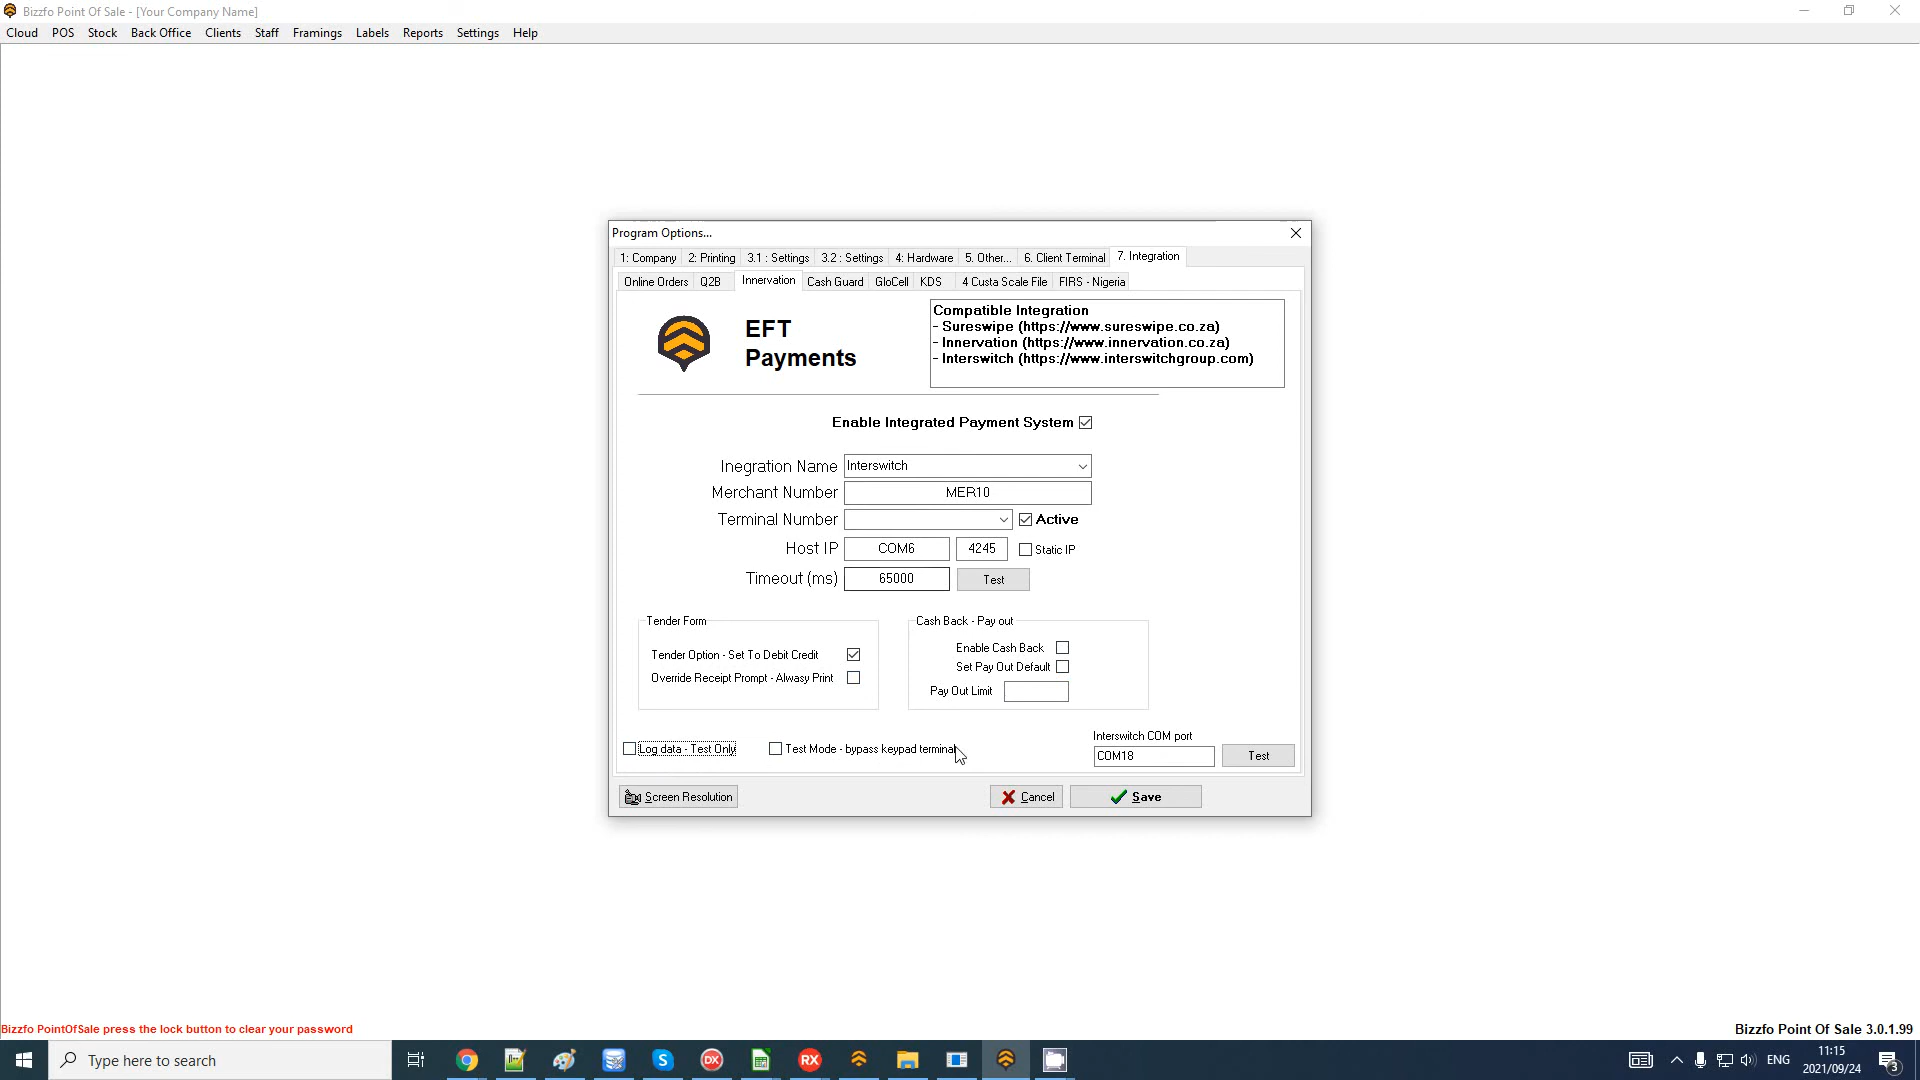 Bizzfo Point Of Sale - [Your Company Name]
Cloud POS Stock Back Office Clients Staff Framings Labels Reports Settings Help
Program Options...
1: Company 2: Printing 3.1 : Settings 3.2 : Settings 4: Hardware 5. Other... 6. Client Terminal 7. Integration
Online Orders Q2B Innervation Cash Guard GloCell KDS 4 Custa Scale File FIRS - Nigeria
EFT
Payments
Compatible Integration
- Sureswipe (https://www.sureswipe.co.za)
- Innervation (https://www.innervation.co.za)
- Interswitch (https://www.interswitchgroup.com)
Enable Integrated Payment System
Inegration Name Interswitch
Merchant Number MER10
Terminal Number Active
Host IP COM6 4245 Static IP
Timeout (ms) 65000 Test
Tender Form
Tender Option - Set To Debit Credit
Override Receipt Prompt - Alwasy Print
Cash Back - Pay out
Enable Cash Back
Set Pay Out Default
Pay Out Limit
Log data - Test Only Test Mode - bypass keypad terminal
Interswitch COM port
COM18 Test
Screen Resolution Cancel Save
Bizzfo PointOfSale press the lock button to clear your password
Bizzfo Point Of Sale 3.0.1.99
Type here to search
DX
RX
ENG
11:15
2021/09/24
3